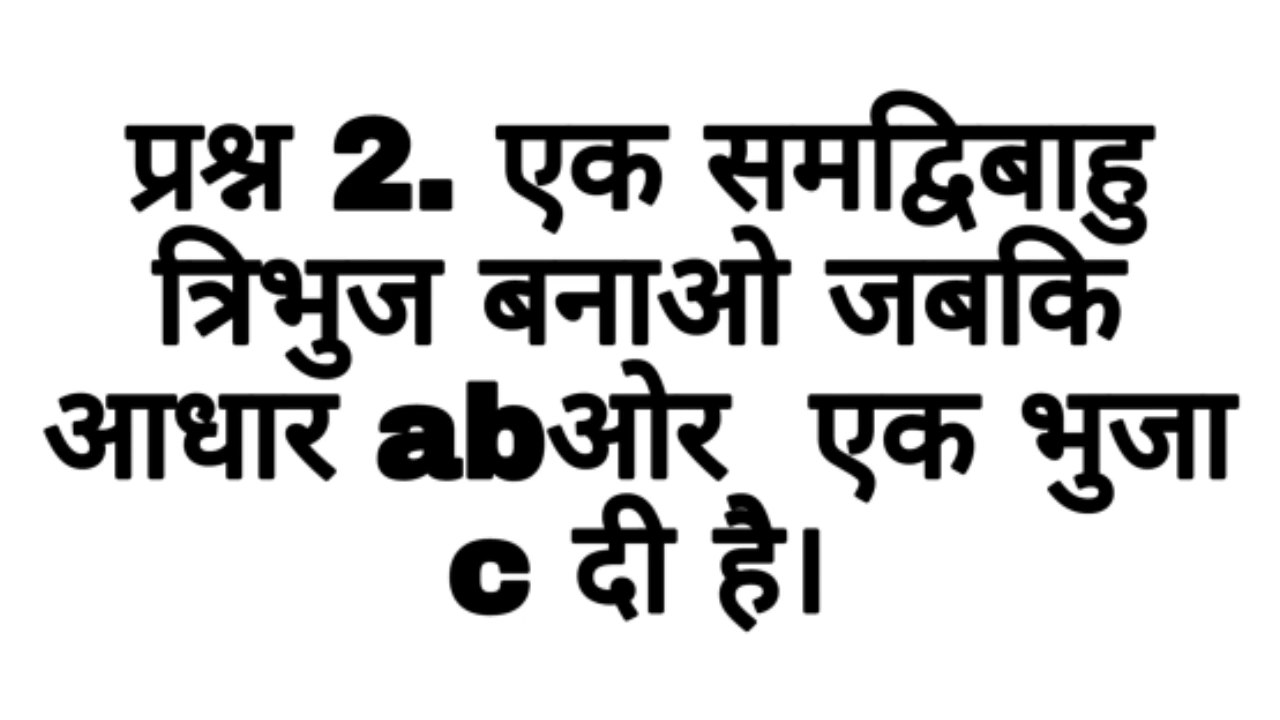 प्रश्न 2. एक समद्विबाहु
त्रिभुज बनाओ जबकि
आधार abओर  एक भुजा
c दी है।